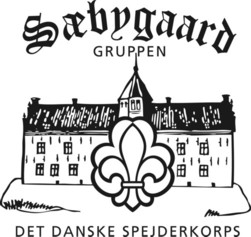 Sæbygaard
GRUPPEN
DET DANSKE SPEJDERKORPS